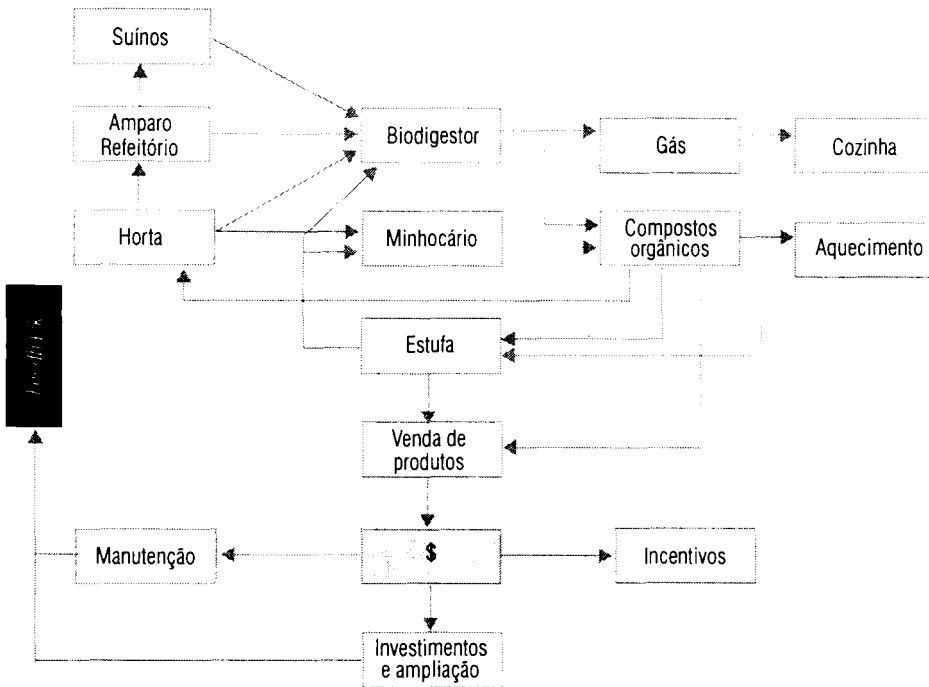 Suínos
Amparo
Refeitório
Biodigestor
Gás
Cozinha
Horta
Minhocário
Compostos
orgânicos
Aquecimento
Estufa
Venda de
produtos
Manutenção
$
Incentivos
Investimentos
e ampliação